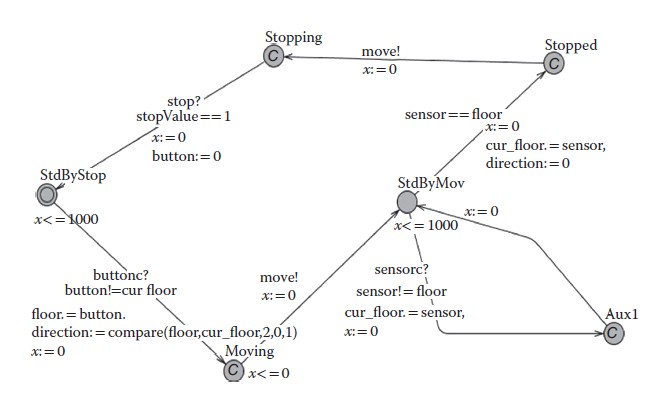 Stopping
C
move!
x:=0
Stopped
C
stop?
stopValue==1
x:=0
button:=0
sensor==floor
x:=0
cur_floor.=sensor,
direction:=0
StdByStop
x<=1000
StdByMov
x<=1000
x:=0
buttonc?
button!=cur floor
floor.=button.
direction:=compare(floor,cur_floor,2,0,1)
x:=0
move!
x:=0
sensorc?
sensor!=floor
cur_floor.=sensor,
x:=0
Aux1
C
Moving
C
x<=0